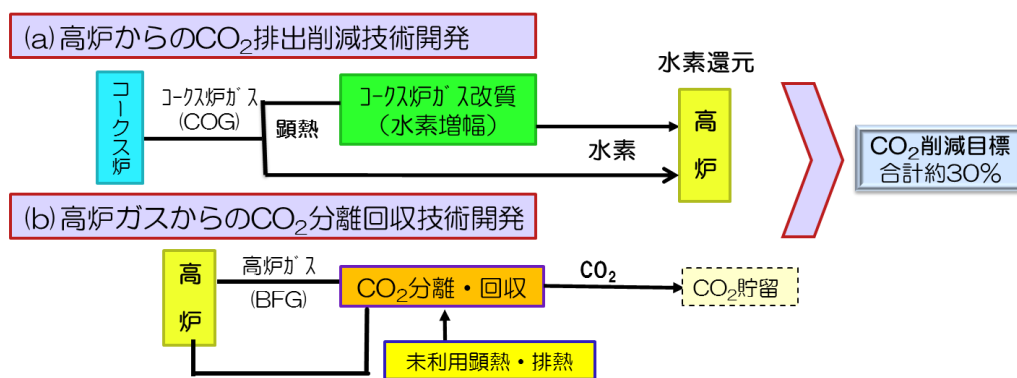 (a)高炉からのCO₂排出削減技術開発
水素還元
コークス炉
コークス炉ガス
(COG)
顕熱
コークス炉ガス改質
(水素増幅)
水素
高炉
CO₂削減目標
合計約30%
(b)高炉ガスからのCO₂分離回収技術開発
高炉
高炉ガス
(BFG)
CO₂分離・回収
CO₂
CO₂貯留
未利用顕熱・排熱